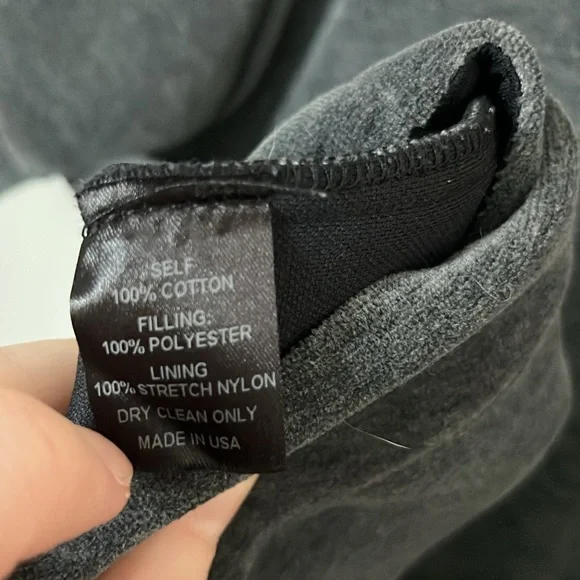 SELF
100% COTTON
FILLING:
100% POLYESTER
LINING
100% STRETCH NYLON
DRY CLEAN ONLY
MADE IN USA